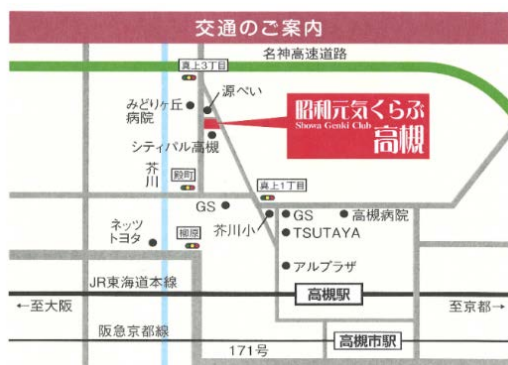 交通のご案内
名神高速道路
真上3丁目
源ぺい
みどりヶ丘
病院
昭和元気くらぶ
Showa Genki Club
高槻
シティパル高槻
芥川
殿町
真上1丁目
GS
GS
高槻病院
芥川小
TSUTAYA
ネッツ
トヨタ
柳原
アルプラザ
JR東海道本線
高槻駅
←至大阪
至京都→
阪急京都線
高槻市駅
171号